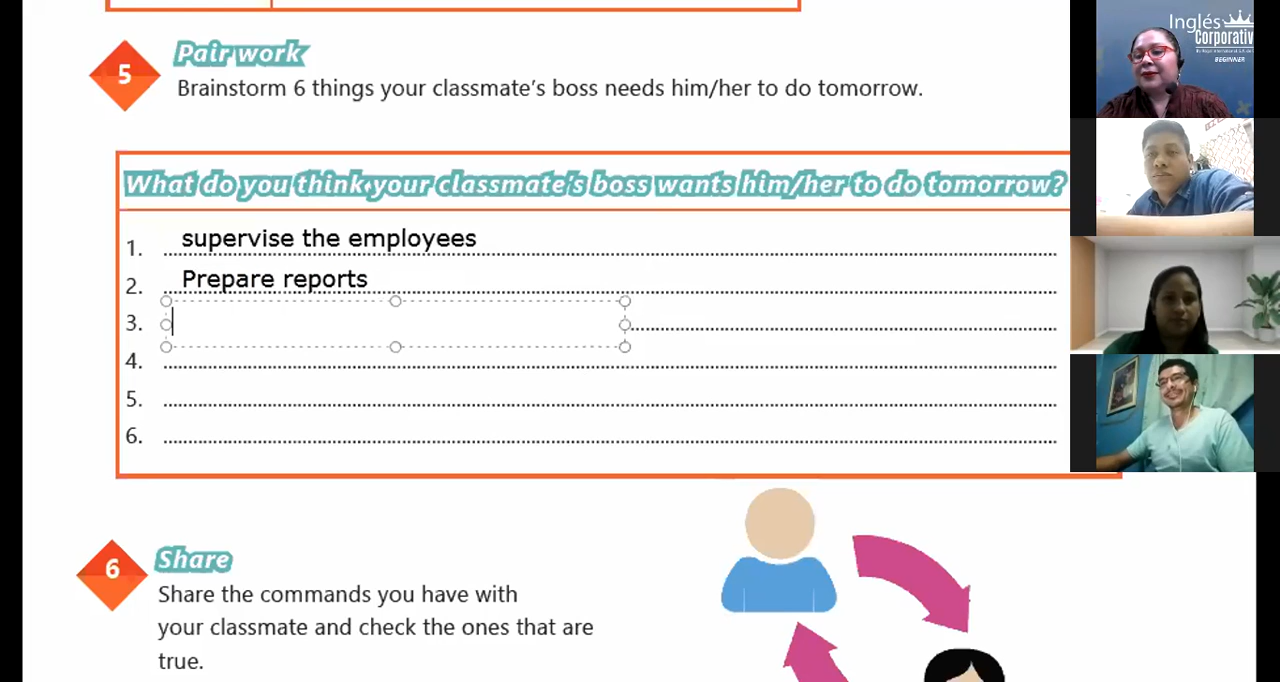 5
Pair work
Brainstorm 6 things your classmate's boss needs him/her to do tomorrow.
What do you think your classmate's boss wants him/her to do tomorrow?
1. supervise the employees
2. Prepare reports
3.
4.
5.
6.
6
Share
Share the commands you have with
your classmate and check the ones that are
true.
Inglés
Corporativ
BEGINNER